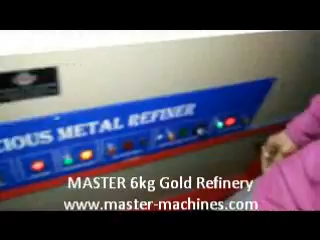 CIOUS METAL REFINER
MASTER 6kg Gold Refinery
www.master-machines.com